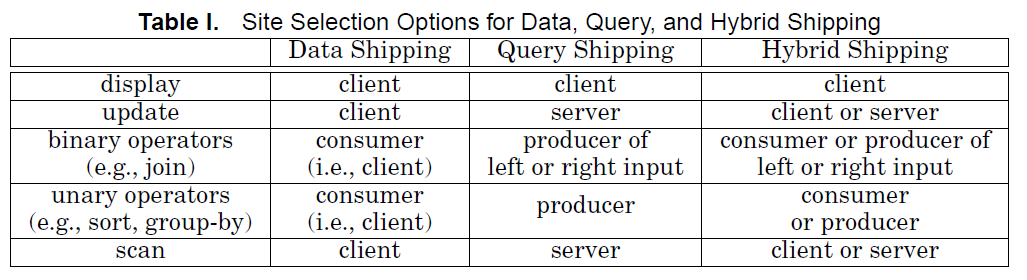 Table I. Site Selection Options for Data, Query, and Hybrid Shipping
Data Shipping Query Shipping Hybrid Shipping
display client client client
update client server client or server
binary operators consumer producer of consumer or producer of
(e.g., join) (i.e., client) left or right input left or right input
unary operators consumer producer consumer
(e.g., sort, group-by) (i.e., client) or producer
scan client server client or server